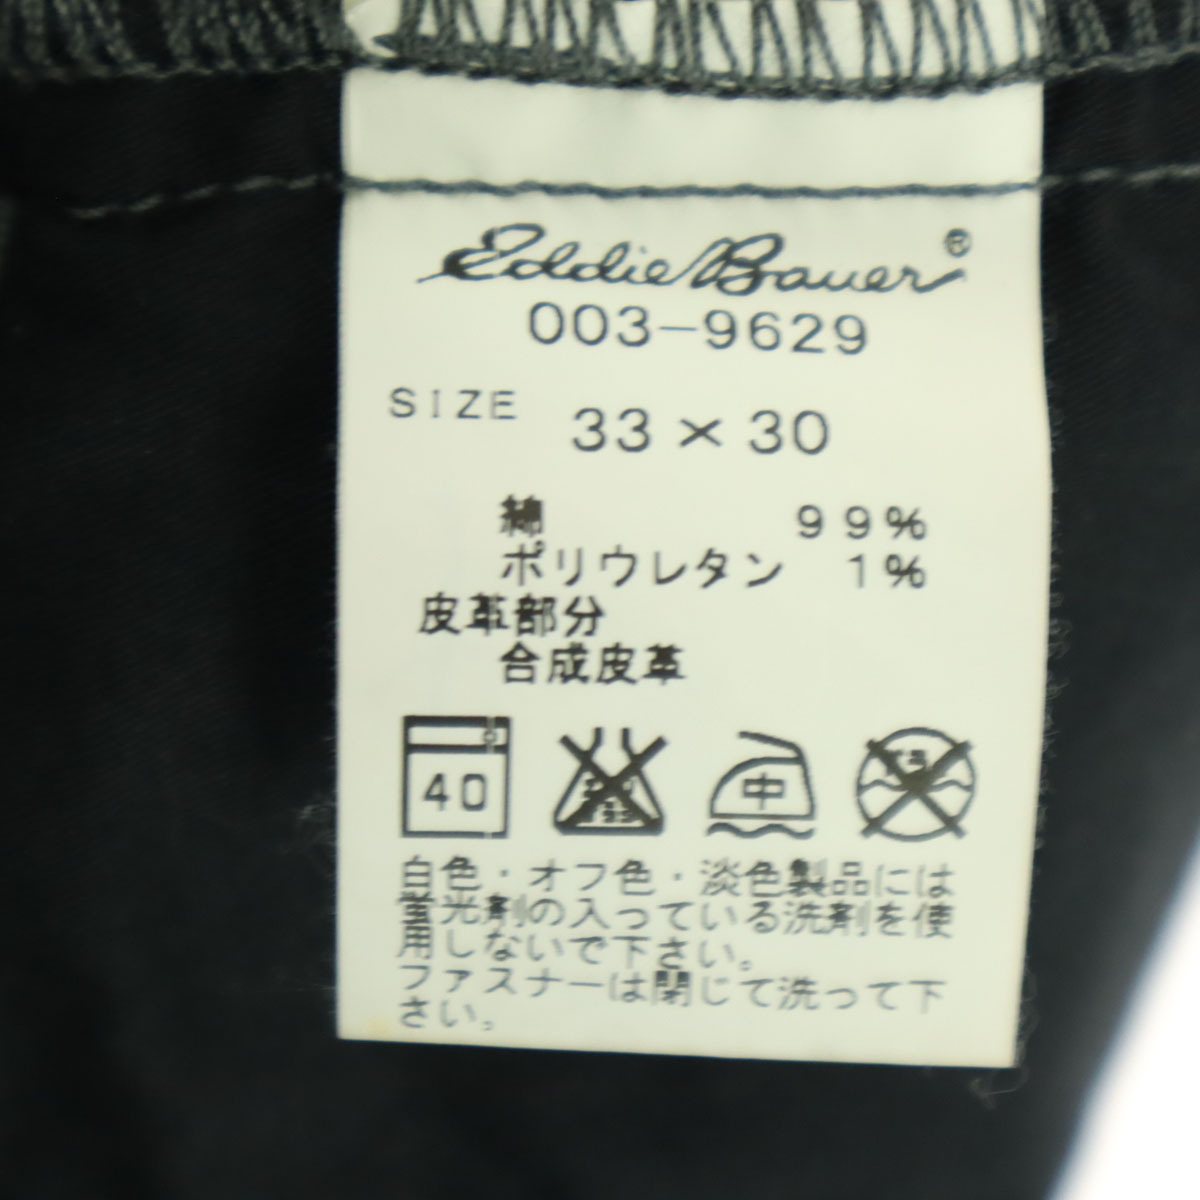 Eddie Bauer®
003-9629
SIZE 33×30
綿 99%
ポリウレタン 1%
皮革部分
合成皮革
40 中
白色・オフ色・淡色製品には
蛍光剤の入っている洗剤を使
用しないで下さい。
ファスナーは閉じて洗って下
さい。